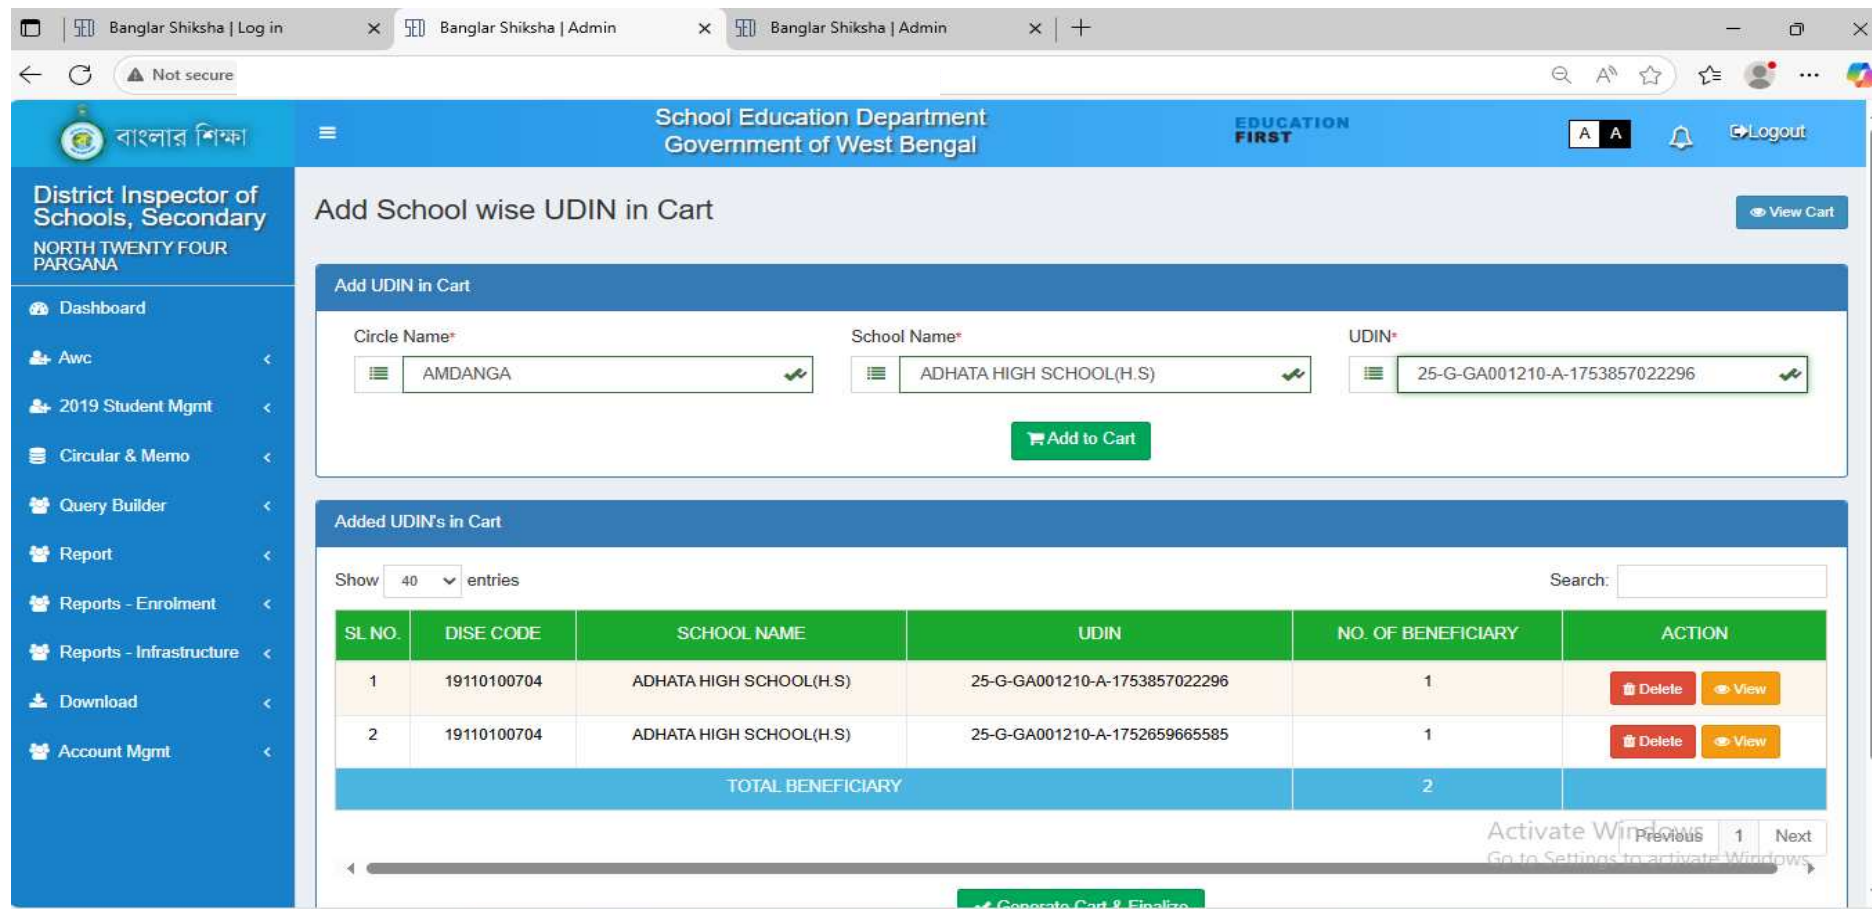 Banglar Shiksha | Log in
Banglar Shiksha | Admin
Banglar Shiksha | Admin
Not secure
বাংলার শিক্ষা
School Education Department
Government of West Bengal
EDUCATION
FIRST
A A
Logout
District Inspector of
Schools, Secondary
NORTH TWENTY FOUR
PARGANA
Dashboard
Awc
2019 Student Mgmt
Circular & Memo
Query Builder
Report
Reports - Enrolment
Reports - Infrastructure
Download
Account Mgmt
Add School wise UDIN in Cart
View Cart
Add UDIN in Cart
Circle Name* School Name* UDIN*
AMDANGA ADHATA HIGH SCHOOL(H.S) 25-G-GA001210-A-1753857022296
Add to Cart
Added UDIN's in Cart
Show 40 entries Search:
SL NO. DISE CODE SCHOOL NAME UDIN NO. OF BENEFICIARY ACTION
1 19110100704 ADHATA HIGH SCHOOL(H.S) 25-G-GA001210-A-1753857022296 1 Delete View
2 19110100704 ADHATA HIGH SCHOOL(H.S) 25-G-GA001210-A-1752659665585 1 Delete View
TOTAL BENEFICIARY 2
Previous 1 Next
Activate Windows
Go to Settings to activate Windows.
Generate Cart & Finalize